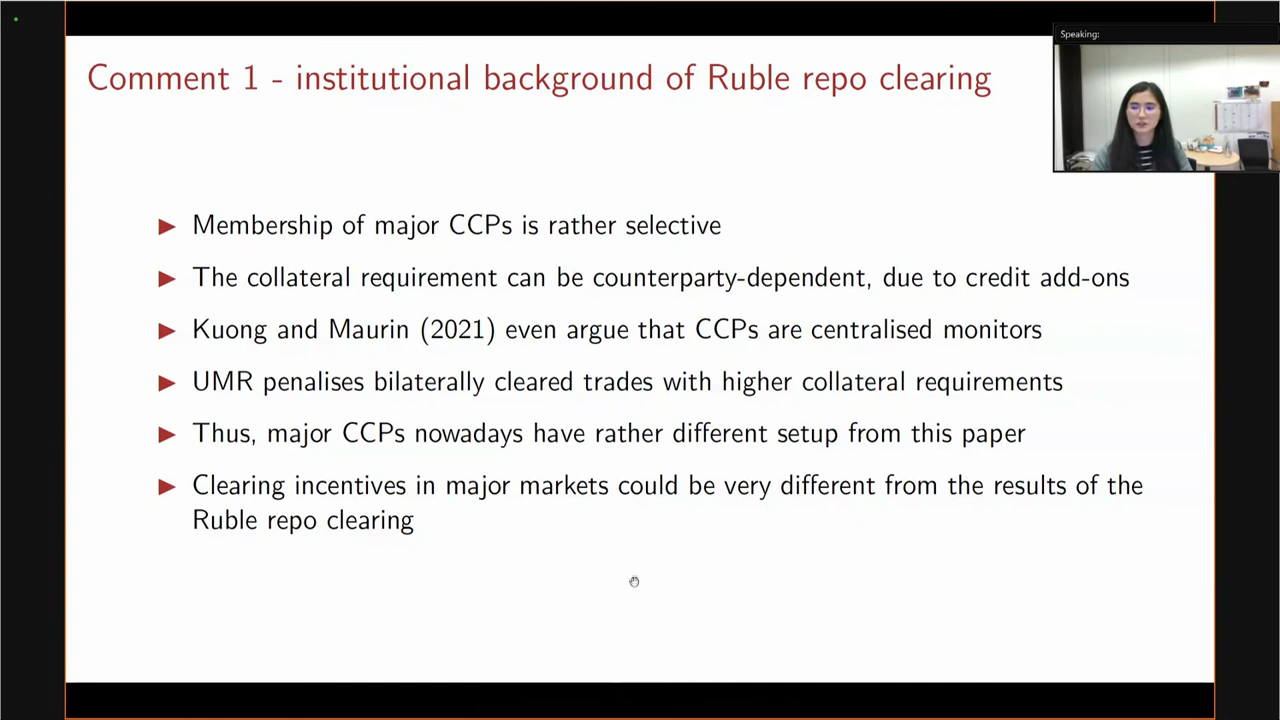 Comment 1 - institutional background of Ruble repo clearing
Speaking:
▶ Membership of major CCPs is rather selective
▶ The collateral requirement can be counterparty-dependent, due to credit add-ons
▶ Kuong and Maurin (2021) even argue that CCPs are centralised monitors
▶ UMR penalises bilaterally cleared trades with higher collateral requirements
▶ Thus, major CCPs nowadays have rather different setup from this paper
▶ Clearing incentives in major markets could be very different from the results of the
Ruble repo clearing